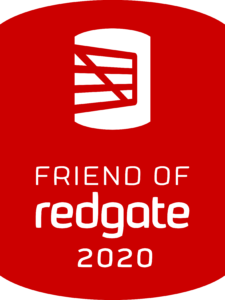 FRIEND OF
redgate
2020